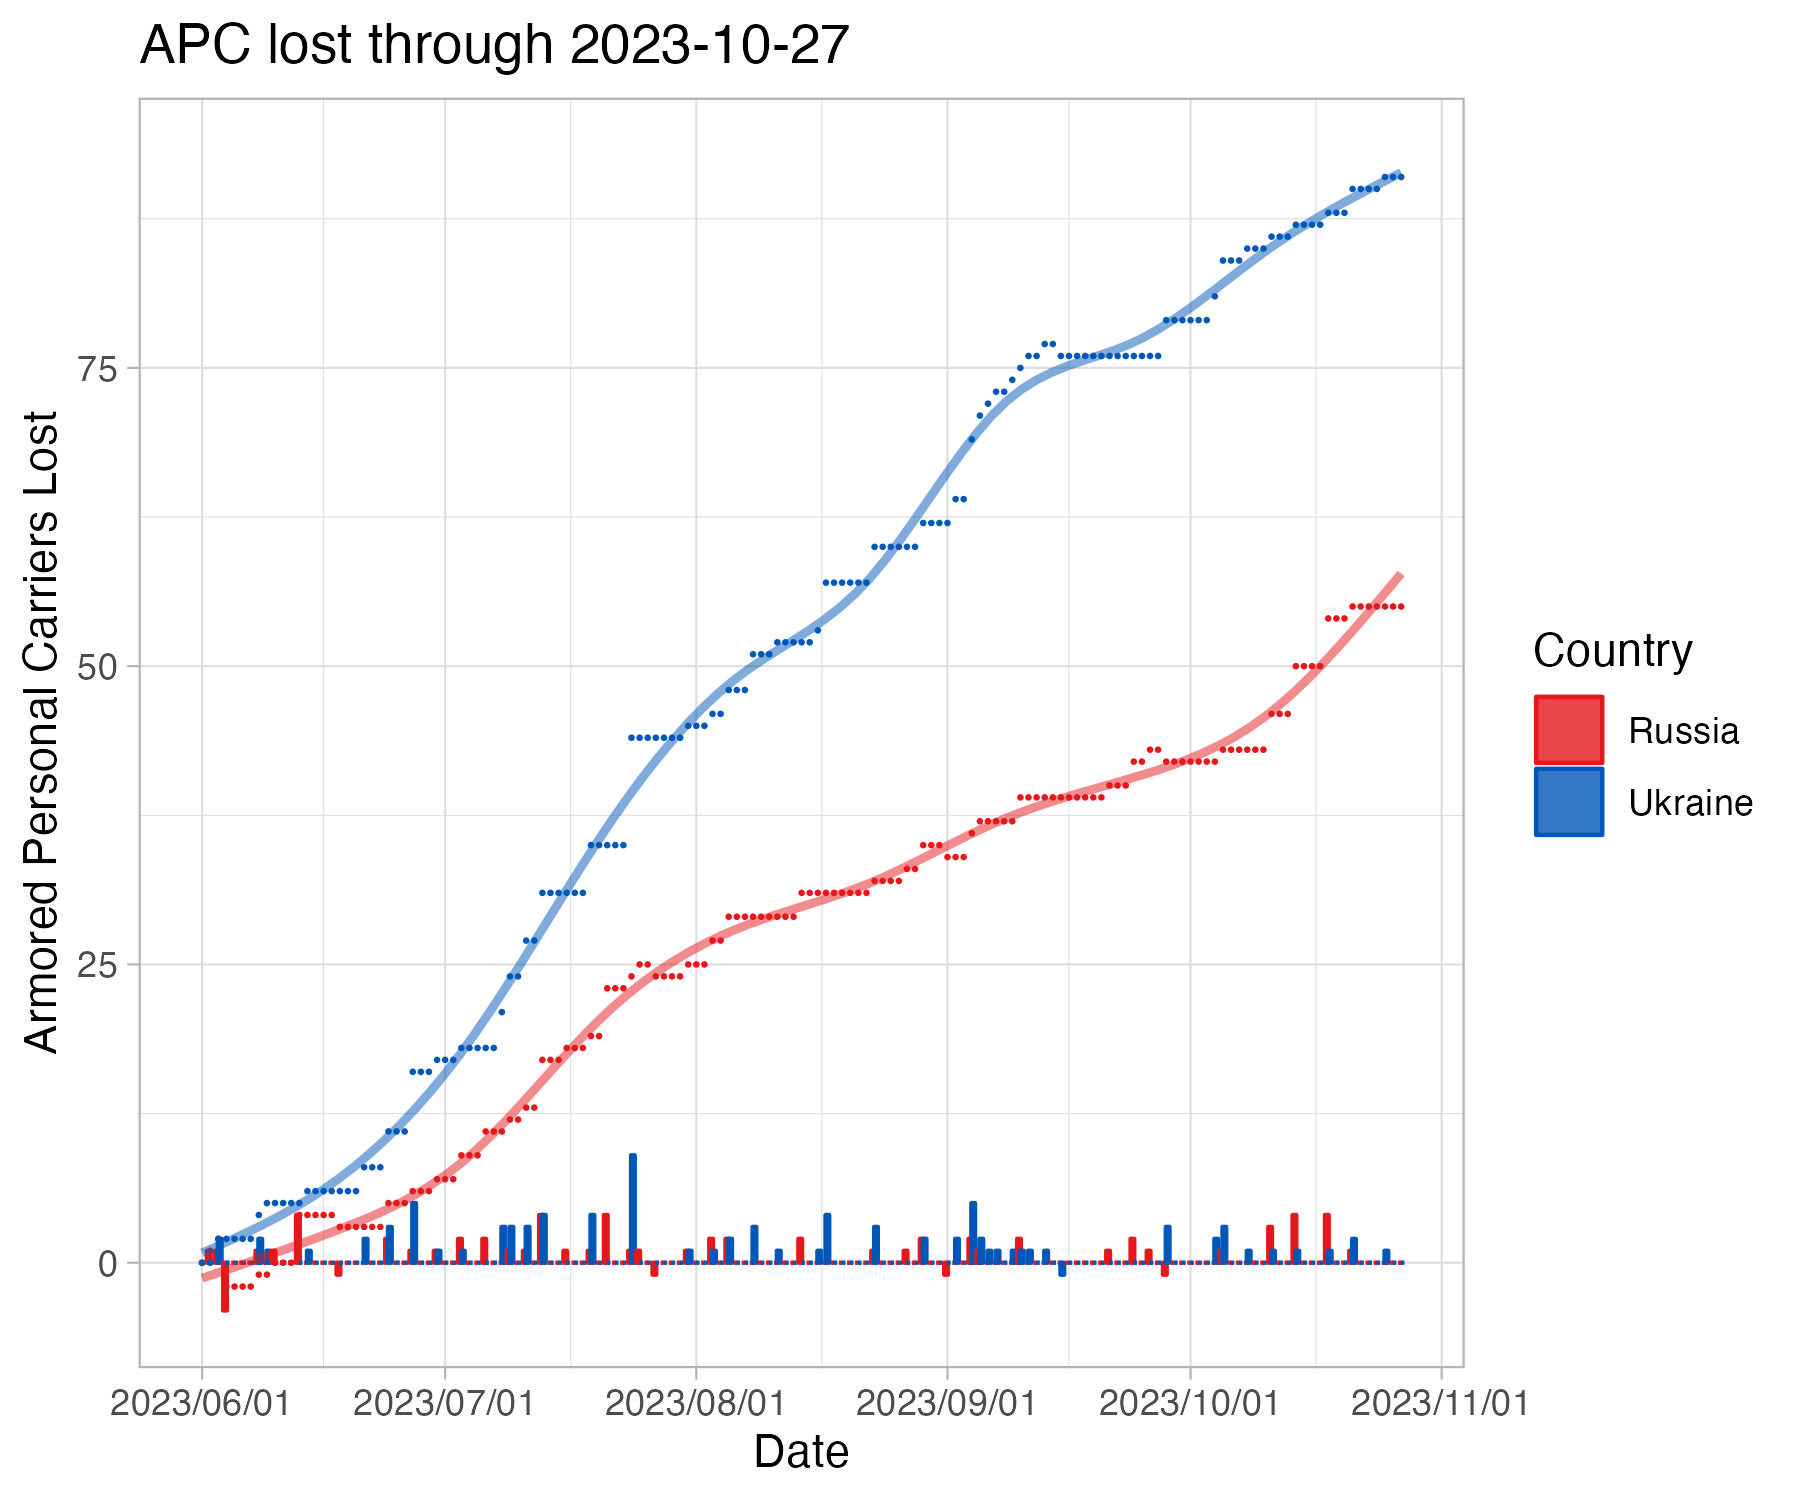 APC lost through 2023-10-27
Armored Personal Carriers Lost
75
50
25
0
2023/06/01 2023/07/01 2023/08/01 2023/09/01 2023/10/01 2023/11/01
Date
Country
Russia
Ukraine